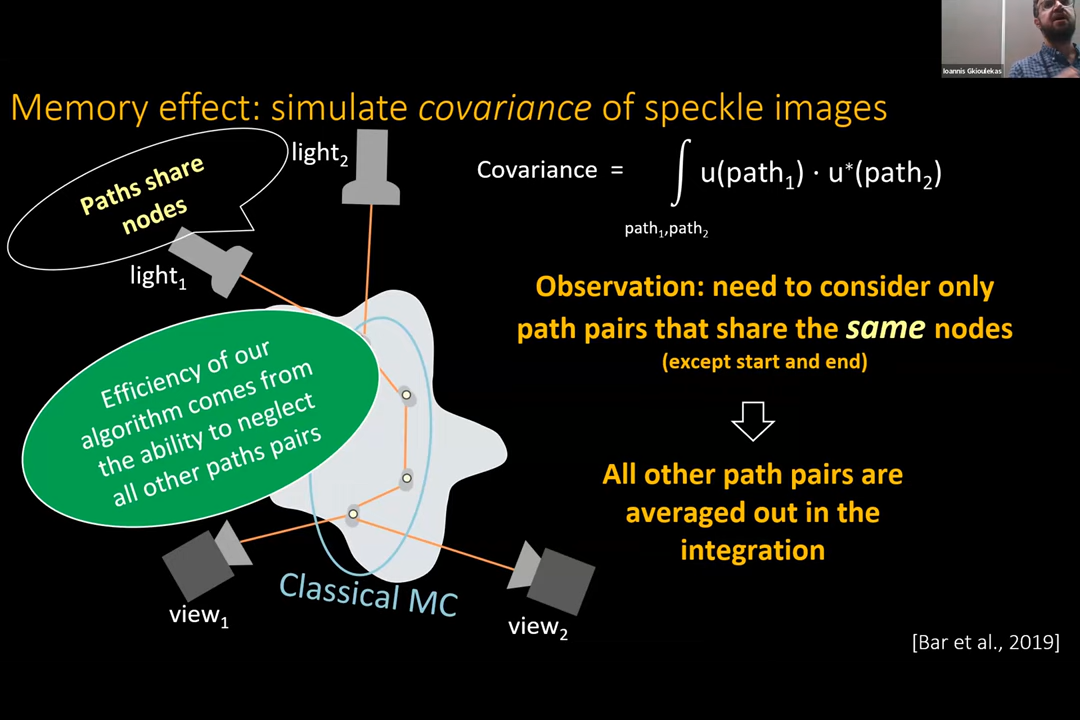 Ioannis Gkioulekas
Memory effect: simulate covariance of speckle images
Paths share
nodes
light₂
light₁
Covariance = ∫ u(path₁) · u*(path₂)
path₁,path₂
Observation: need to consider only
path pairs that share the same nodes
(except start and end)
Efficiency of our
algorithm comes from
the ability to neglect
all other paths pairs
All other path pairs are
averaged out in the
integration
Classical MC
view₁
view₂
[Bar et al., 2019]